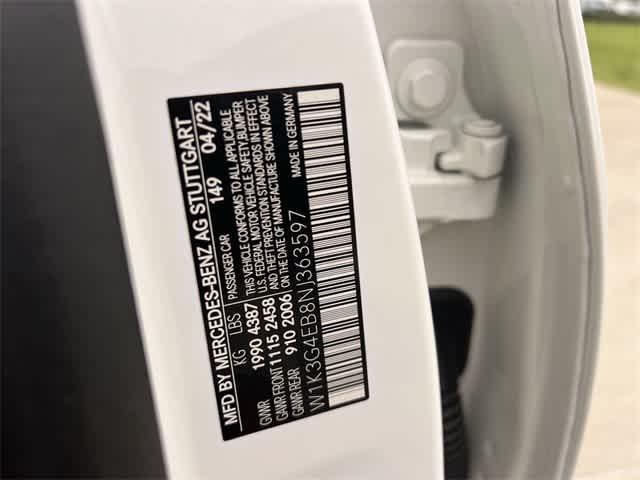 MFD BY MERCEDES-BENZ AG STUTTGART
149 04/22
PASSENGER CAR
KG LBS
THIS VEHICLE CONFORMS TO ALL APPLICABLE
U.S. FEDERAL MOTOR VEHICLE SAFETY,BUMPER
AND THEFT PREVENTION STANDARDS IN EFFECT
ON THE DATE OF MANUFACTURE SHOWN ABOVE
GVWR 1990 4387
GAWR FRONT 1115 2458
GAWR REAR 910 2006
MADE IN GERMANY
W1K3G4EB8NJ363597